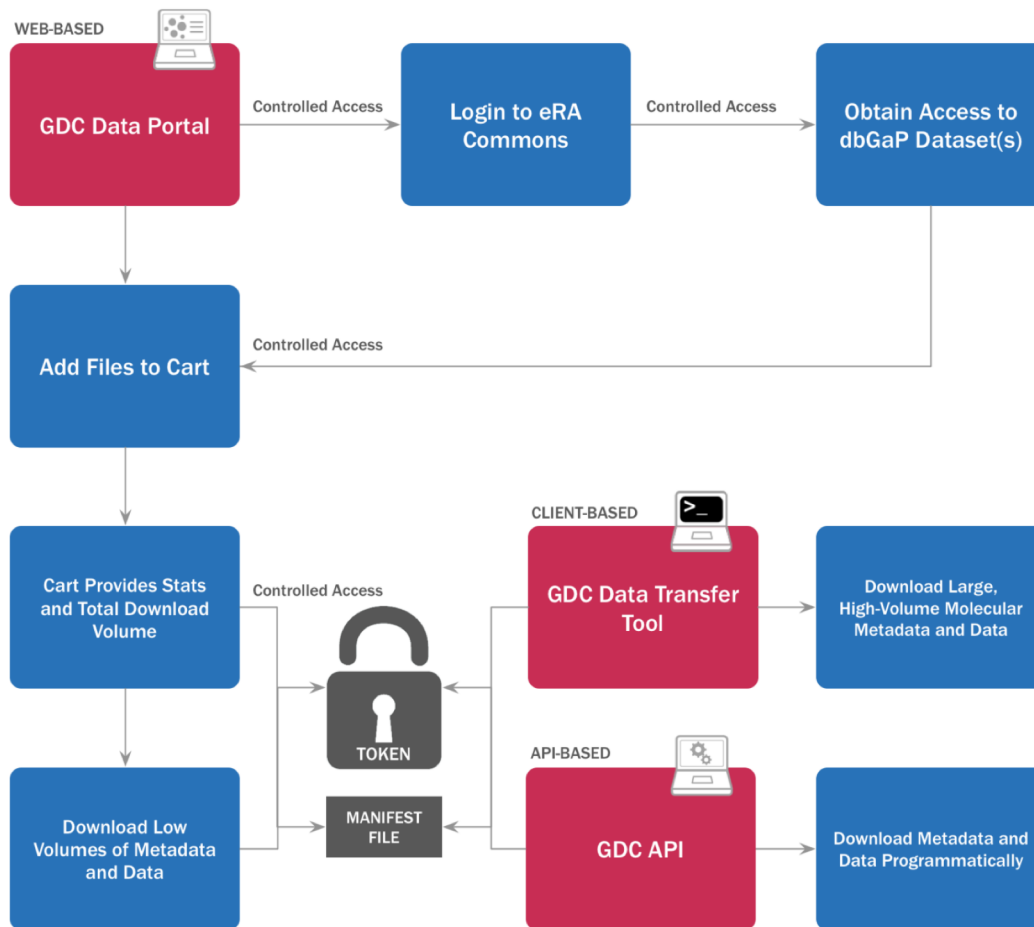 WEB-BASED
GDC Data Portal
Controlled Access
Login to eRA
Commons
Controlled Access
Obtain Access to
dbGaP Dataset(s)
Add Files to Cart
Controlled Access
Cart Provides Stats
and Total Download
Volume
Controlled Access
TOKEN
MANIFEST
FILE
CLIENT-BASED
>_
GDC Data Transfer
Tool
Download Large,
High-Volume Molecular
Metadata and Data
Download Low
Volumes of Metadata
and Data
API-BASED
GDC API
Download Metadata and
Data Programmatically